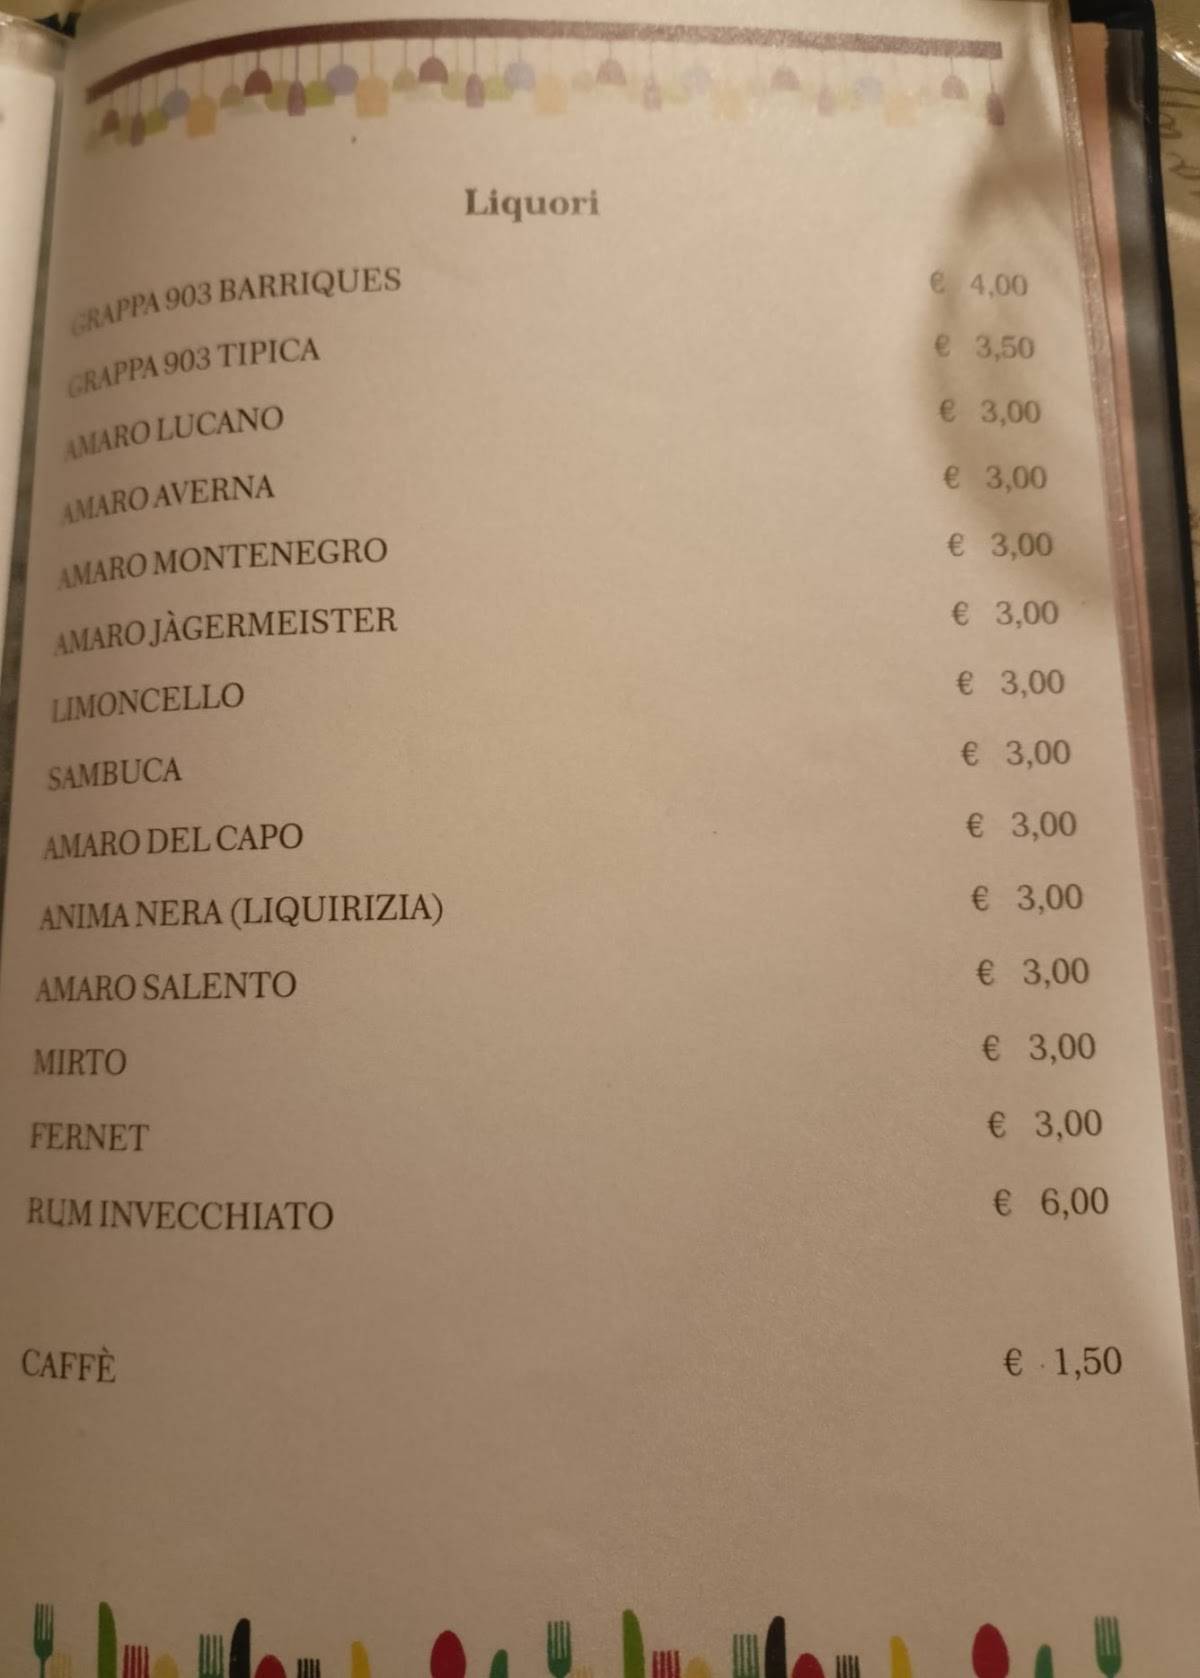 Liquori
GRAPPA 903 BARRIQUES € 4,00
GRAPPA 903 TIPICA € 3,50
AMARO LUCANO € 3,00
AMARO AVERNA € 3,00
AMARO MONTENEGRO € 3,00
AMARO JÀGERMEISTER € 3,00
LIMONCELLO € 3,00
SAMBUCA € 3,00
AMARO DEL CAPO € 3,00
ANIMA NERA (LIQUIRIZIA) € 3,00
AMARO SALENTO € 3,00
MIRTO € 3,00
FERNET € 3,00
RUM INVECCHIATO € 6,00
CAFFÈ € 1,50